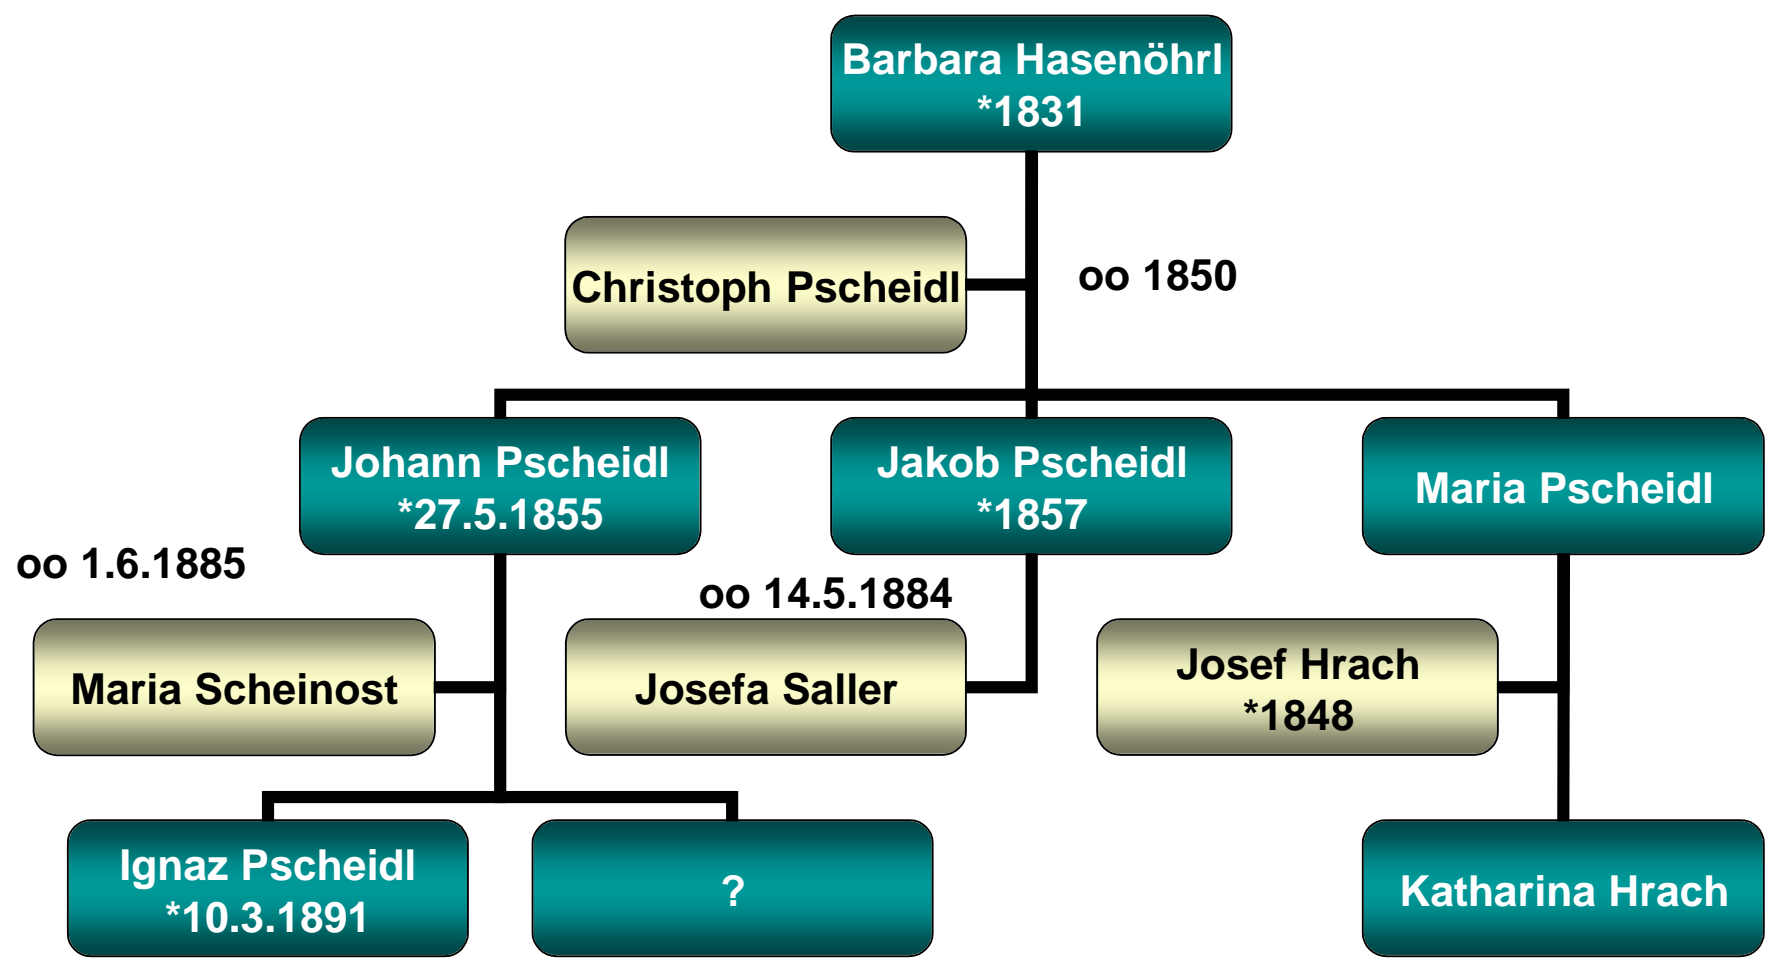 Barbara Hasenöhrl
*1831
Christoph Pscheidl
oo 1850
Johann Pscheidl
*27.5.1855
Jakob Pscheidl
*1857
Maria Pscheidl
oo 1.6.1885
oo 14.5.1884
Maria Scheinost
Josefa Saller
Josef Hrach
*1848
Ignaz Pscheidl
*10.3.1891
?
Katharina Hrach